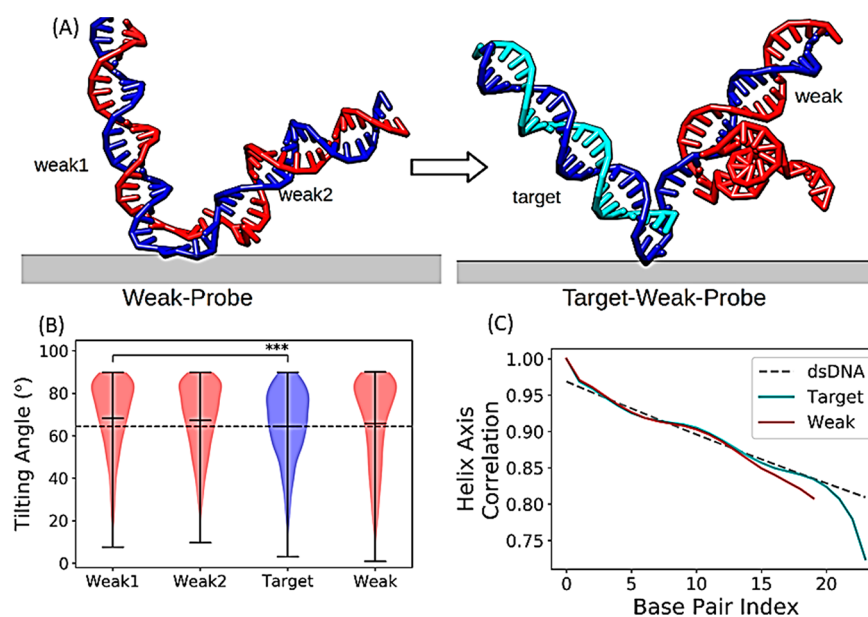 (A)
weak1
weak2
target
weak
Weak-Probe
Target-Weak-Probe
(B)
***
100
80
60
40
20
0
Tilting Angle (°)
Weak1
Weak2
Target
Weak
(C)
1.00
0.95
0.90
0.85
0.80
0.75
Helix Axis
Correlation
dsDNA
Target
Weak
0
5
10
15
20
Base Pair Index